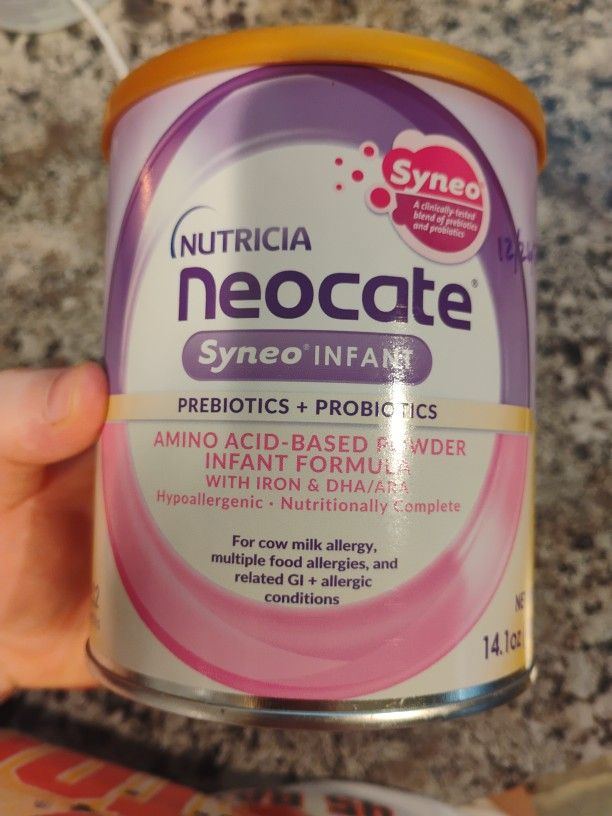 Syneo
A clinically-tested
blend of prebiotics
and probiotics
NUTRICIA
neocate®
Syneo® INFANT
PREBIOTICS + PROBIOTICS
AMINO ACID-BASED POWDER
INFANT FORMULA
WITH IRON & DHA/ARA
Hypoallergenic · Nutritionally Complete
For cow milk allergy,
multiple food allergies, and
related GI + allergic
conditions
14.1oz